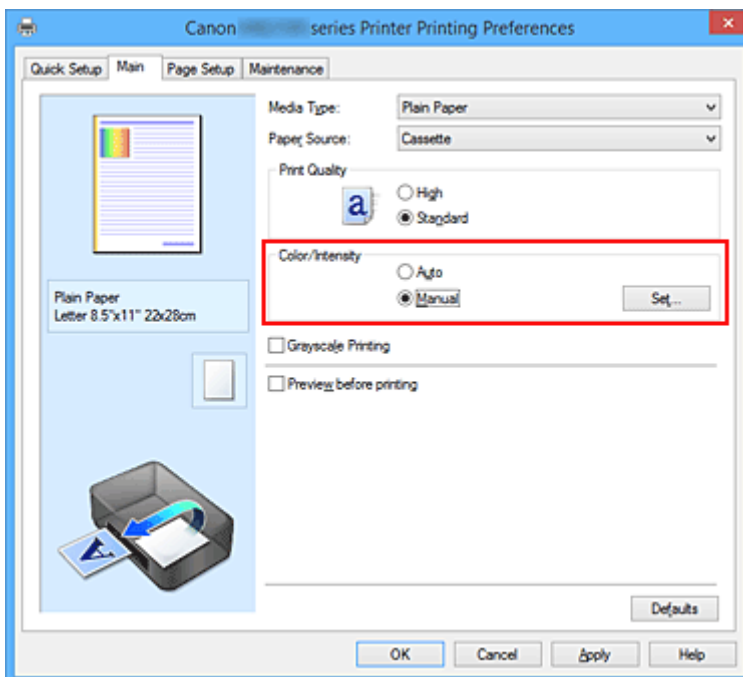 Canon series Printer Printing Preferences
Quick Setup Main Page Setup Maintenance
Media Type: Plain Paper
Paper Source: Cassette
Print Quality
High
Standard
Color/Intensity
Auto
Manual Set...
Plain Paper
Letter 8.5"x11" 22x28cm
Grayscale Printing
Preview before printing
Defaults
OK Cancel Apply Help